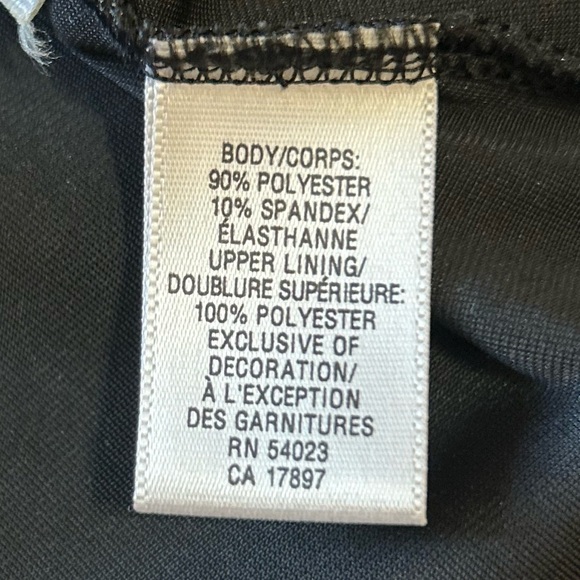 BODY/CORPS:
90% POLYESTER
10% SPANDEX/
ÉLASTHANNE
UPPER LINING/
DOUBLURE SUPÉRIEURE:
100% POLYESTER
EXCLUSIVE OF
DECORATION/
À L'EXCEPTION
DES GARNITURES
RN 54023
CA 17897